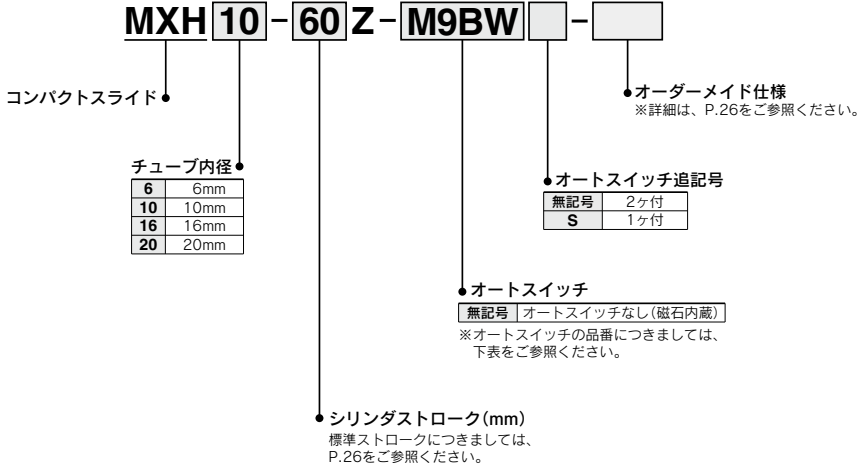 MXH 10 - 60 Z - M9BW -
コンパクトスライド
オーダーメイド仕様
※詳細は、P.26をご参照ください。
チューブ内径
6 6mm
10 10mm
16 16mm
20 20mm
オートスイッチ追記号
無記号 2ヶ付
S 1ヶ付
オートスイッチ
無記号 オートスイッチなし(磁石内蔵)
※オートスイッチの品番につきましては、
下表をご参照ください。
シリンダストローク(mm)
標準ストロークにつきましては、
P.26をご参照ください。